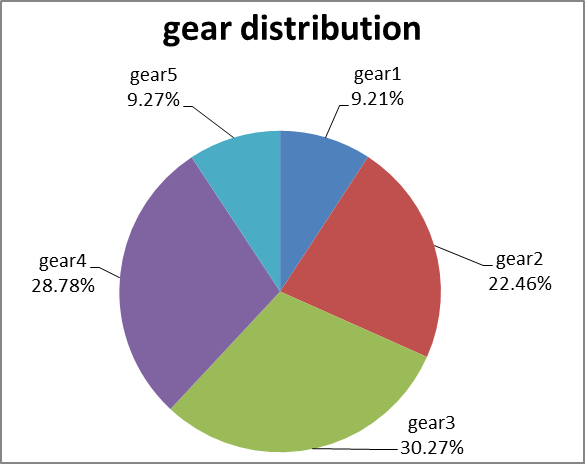 gear distribution
gear1
9.21%
gear2
22.46%
gear3
30.27%
gear4
28.78%
gear5
9.27%